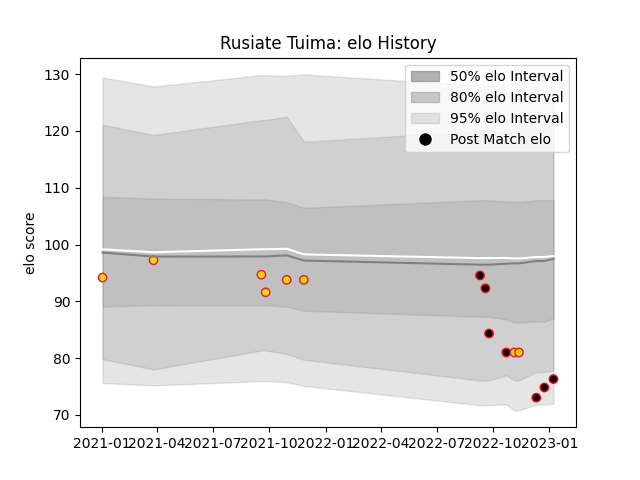 Rusiate Tuima: elo History
130
120
110
100
90
80
70
elo score
50% elo Interval
80% elo Interval
95% elo Interval
Post Match elo
2021-01 2021-04 2021-07 2021-10 2022-01 2022-04 2022-07 2022-10 2023-01